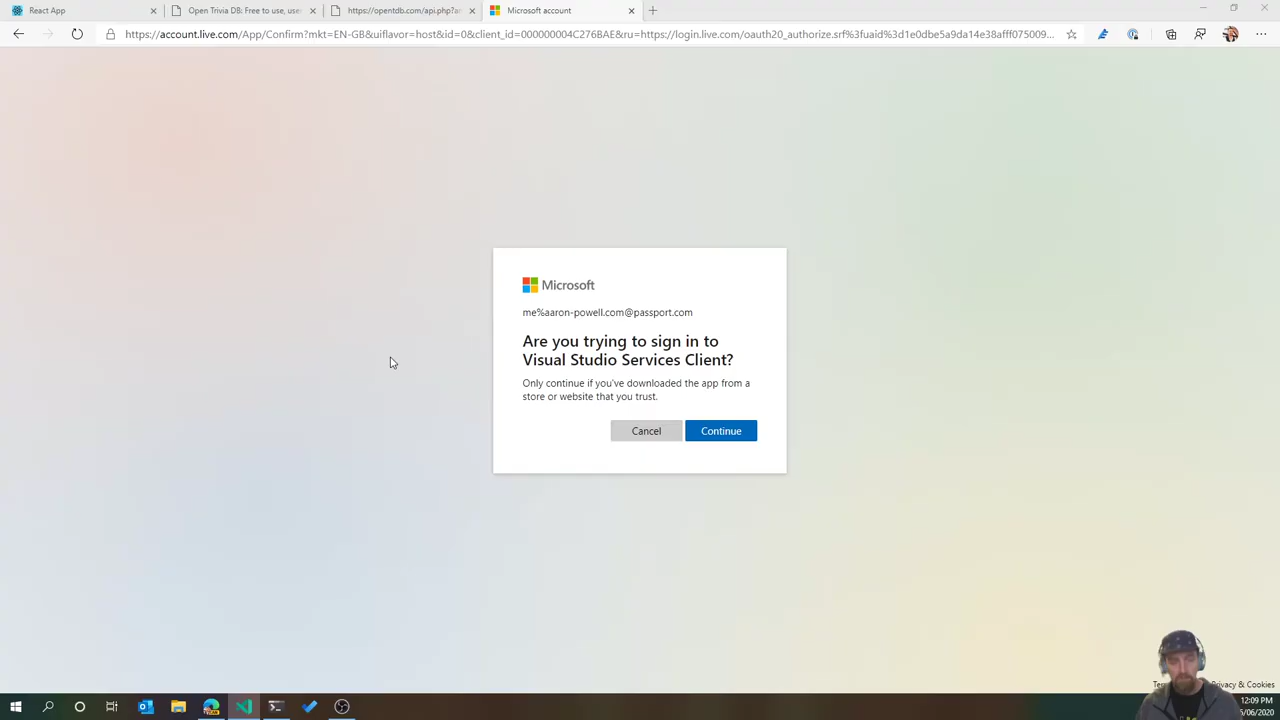 React App
Open Trivia DB: Free to use, use
https://opentdb.com/api.php?a
Microsoft account
https://account.live.com/App/Confirm?mkt=EN-GB&uiflavor=host&id=0&client_id=000000004C276BAE&ru=https://login.live.com/oauth20_authorize.srf%3fuaid%3d1e0dbe5a9da14e38afff075009...
Microsoft
me%aaron-powell.com@passport.com
Are you trying to sign in to
Visual Studio Services Client?
Only continue if you've downloaded the app from a
store or website that you trust.
Cancel
Continue
Privacy & Cookies
12:09 PM
5/06/2020